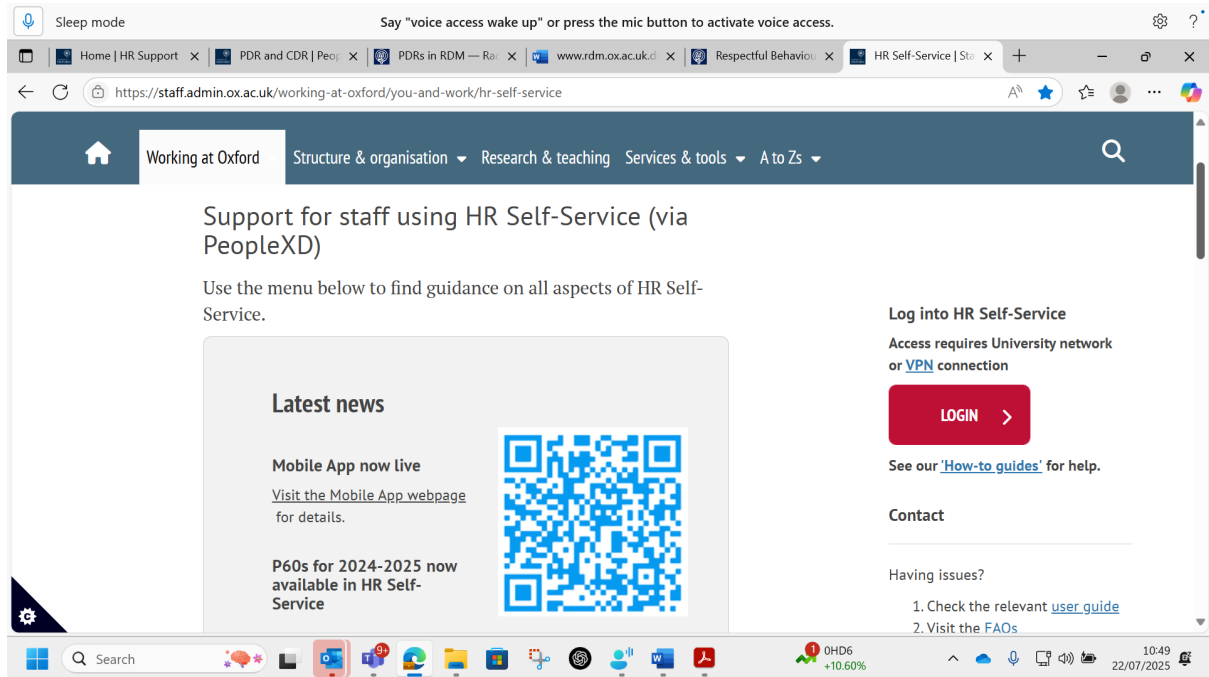 Sleep mode
Say "voice access wake up" or press the mic button to activate voice access.
?
Home | HR Support
PDR and CDR | Peop
PDRs in RDM — Ra
www.rdm.ox.ac.uk.d
Respectful Behaviou
HR Self-Service | Sta
https://staff.admin.ox.ac.uk/working-at-oxford/you-and-work/hr-self-service
Working at Oxford
Structure & organisation
Research & teaching
Services & tools
A to Zs
Support for staff using HR Self-Service (via
PeopleXD)
Use the menu below to find guidance on all aspects of HR Self-
Service.
Latest news
Mobile App now live
Visit the Mobile App webpage
for details.
P60s for 2024-2025 now
available in HR Self-
Service
Log into HR Self-Service
Access requires University network
or VPN connection
LOGIN
See our 'How-to guides' for help.
Contact
Having issues?
1. Check the relevant user guide
2. Visit the FAQs
Search
9+
1
0HD6
+10.60%
10:49
22/07/2025